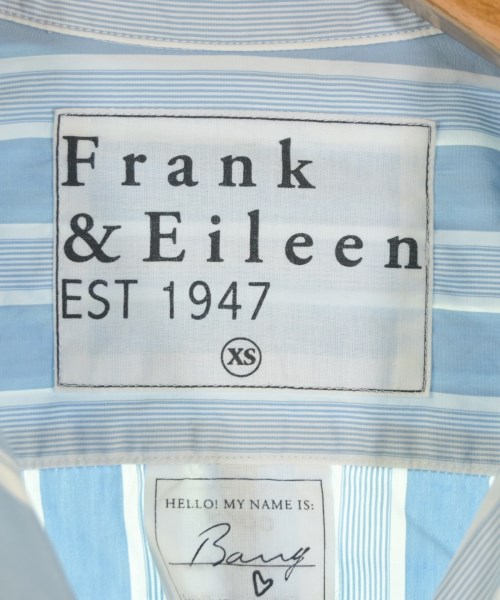 Frank
& Eileen
EST 1947
XS
HELLO! MY NAME IS:
Barry